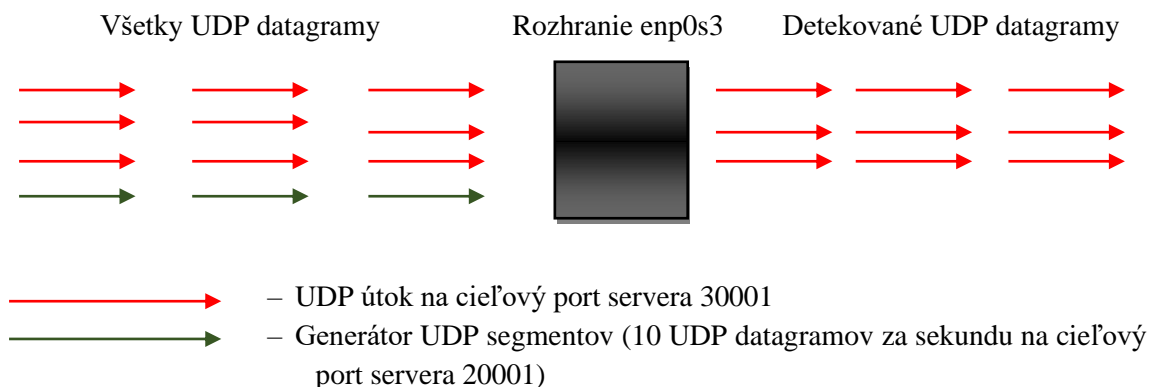 Všetky UDP datagramy
Rozhranie enp0s3
Detekované UDP datagramy
– UDP útok na cieľový port servera 30001
– Generátor UDP segmentov (10 UDP datagramov za sekundu na cieľový
port servera 20001)